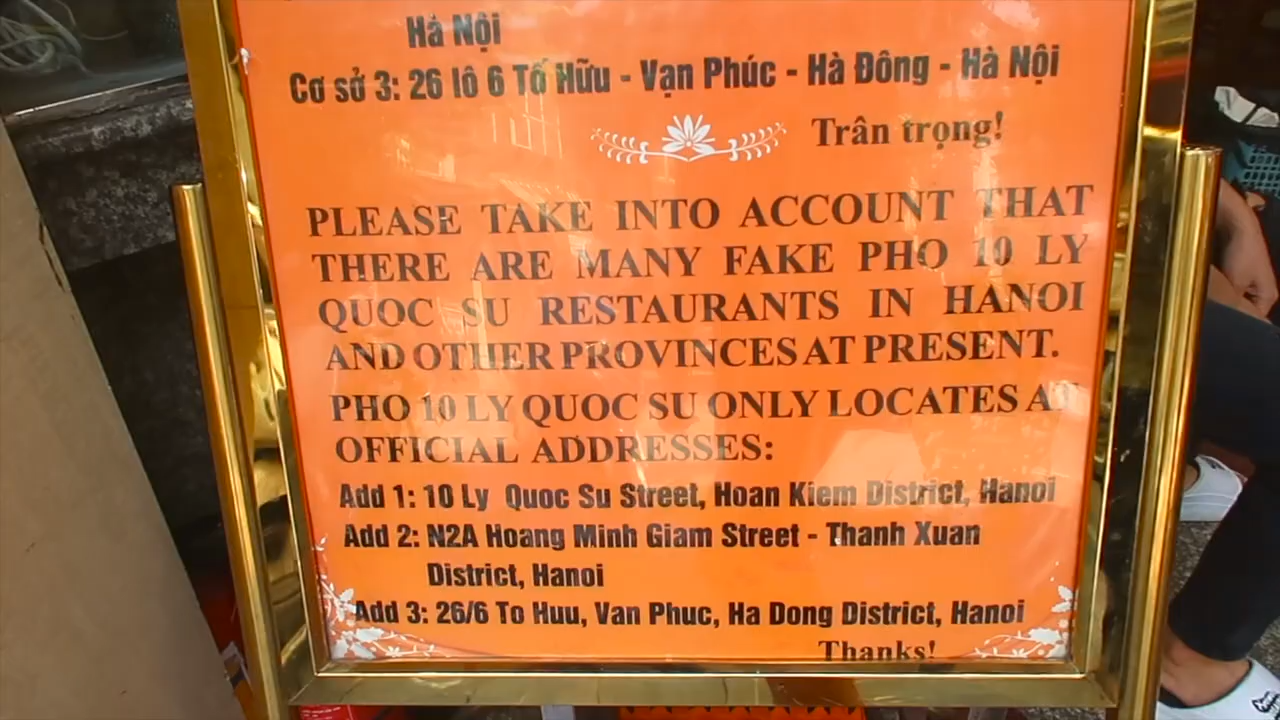 Hà Nội
Cơ sở 3: 26 lô 6 Tố Hữu - Vạn Phúc - Hà Đông - Hà Nội
Trân trọng!
PLEASE TAKE INTO ACCOUNT THAT
THERE ARE MANY FAKE PHO 10 LY
QUOC SU RESTAURANTS IN HANOI
AND OTHER PROVINCES AT PRESENT.
PHO 10 LY QUOC SU ONLY LOCATES AT
OFFICIAL ADDRESSES:
Add 1: 10 Ly Quoc Su Street, Hoan Kiem District, Hanoi
Add 2: N2A Hoang Minh Giam Street - Thanh Xuan
District, Hanoi
Add 3: 26/6 To Huu, Van Phuc, Ha Dong District, Hanoi
Thanks!